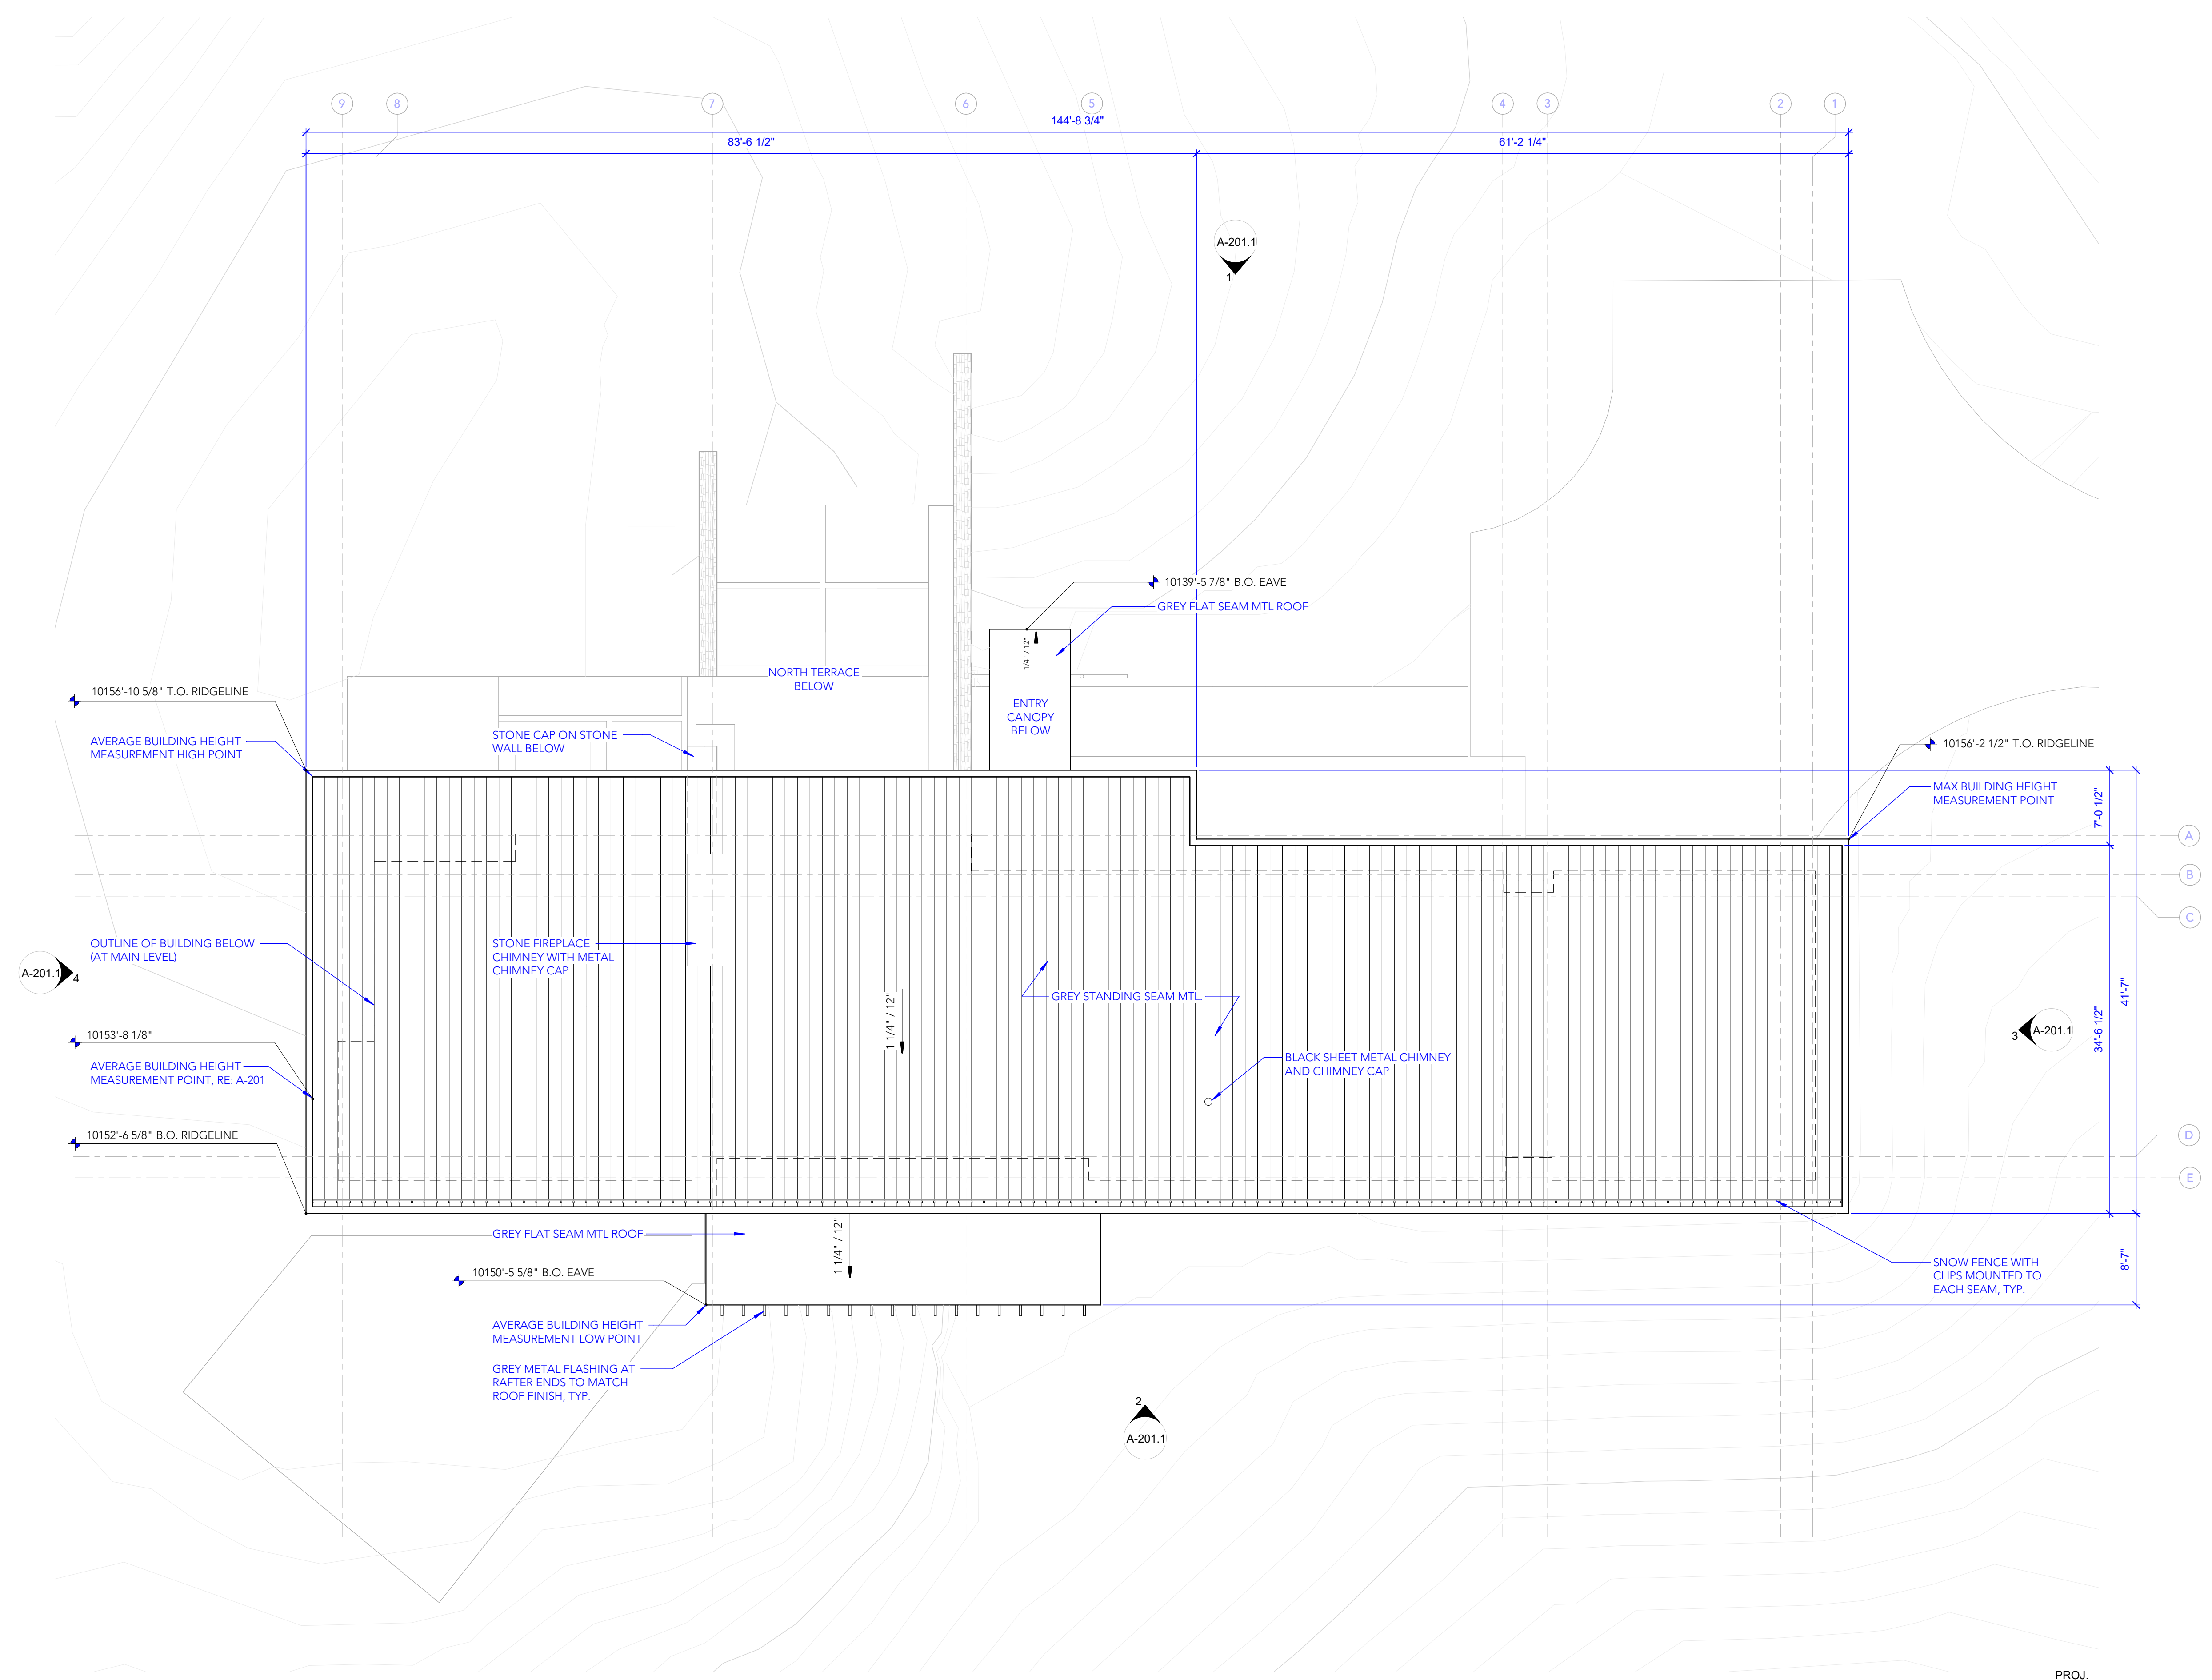 9
8
7
6
5
4
3
2
1
144'-8 3/4"
83'-6 1/2"
61'-2 1/4"
A-201.1
1
10139'-5 7/8" B.O. EAVE
GREY FLAT SEAM MTL ROOF
1/4" / 12"
NORTH TERRACE
BELOW
ENTRY
CANOPY
BELOW
10156'-10 5/8" T.O. RIDGELINE
AVERAGE BUILDING HEIGHT
MEASUREMENT HIGH POINT
STONE CAP ON STONE
WALL BELOW
10156'-2 1/2" T.O. RIDGELINE
MAX BUILDING HEIGHT
MEASUREMENT POINT
7'-0 1/2"
A
B
C
OUTLINE OF BUILDING BELOW
(AT MAIN LEVEL)
STONE FIREPLACE
CHIMNEY WITH METAL
CHIMNEY CAP
A-201.1
4
GREY STANDING SEAM MTL.
1 1/4" / 12"
41'-7"
34'-6 1/2"
3
A-201.1
10153'-8 1/8"
AVERAGE BUILDING HEIGHT
MEASUREMENT POINT, RE: A-201
BLACK SHEET METAL CHIMNEY
AND CHIMNEY CAP
10152'-6 5/8" B.O. RIDGELINE
D
E
GREY FLAT SEAM MTL ROOF
1 1/4" / 12"
10150'-5 5/8" B.O. EAVE
8'-7"
SNOW FENCE WITH
CLIPS MOUNTED TO
EACH SEAM, TYP.
AVERAGE BUILDING HEIGHT
MEASUREMENT LOW POINT
GREY METAL FLASHING AT
RAFTER ENDS TO MATCH
ROOF FINISH, TYP.
2
A-201.1
PROJ.